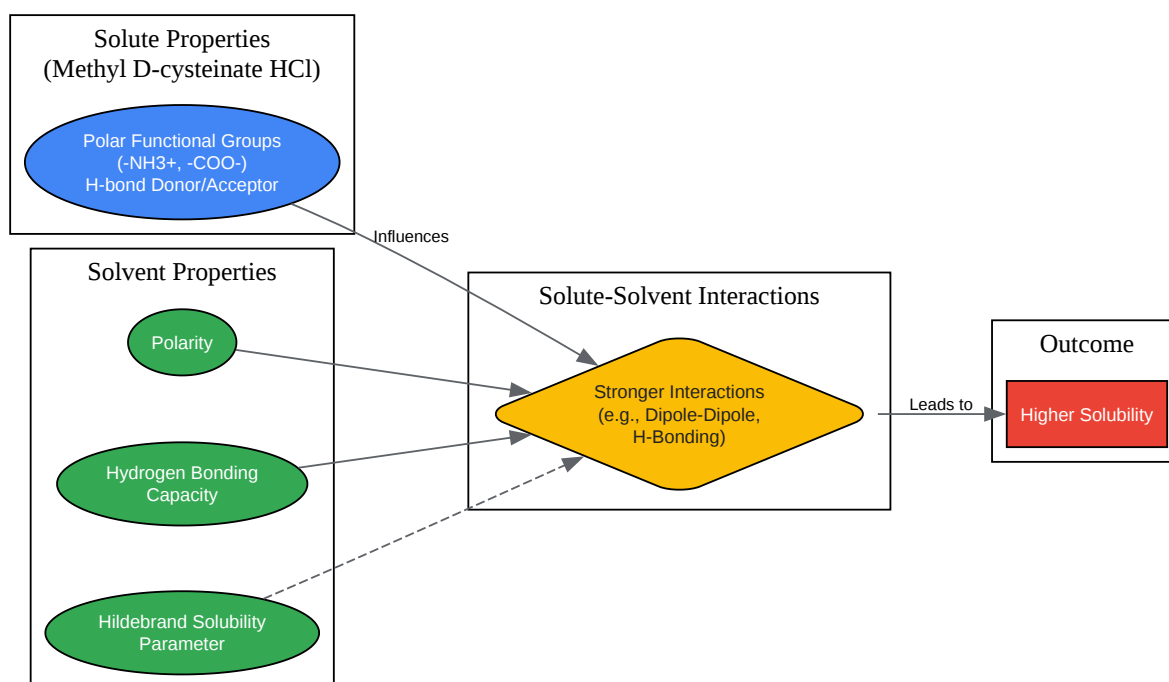 Solute Properties
(Methyl D-cysteinate HCl)
Polar Functional Groups
(-NH3+, -COO-)
H-bond Donor/Acceptor
Influences
Solvent Properties
Polarity
Hydrogen Bonding
Capacity
Hildebrand Solubility
Parameter
Solute-Solvent Interactions
Stronger Interactions
(e.g., Dipole-Dipole,
H-Bonding)
Leads to
Outcome
Higher Solubility